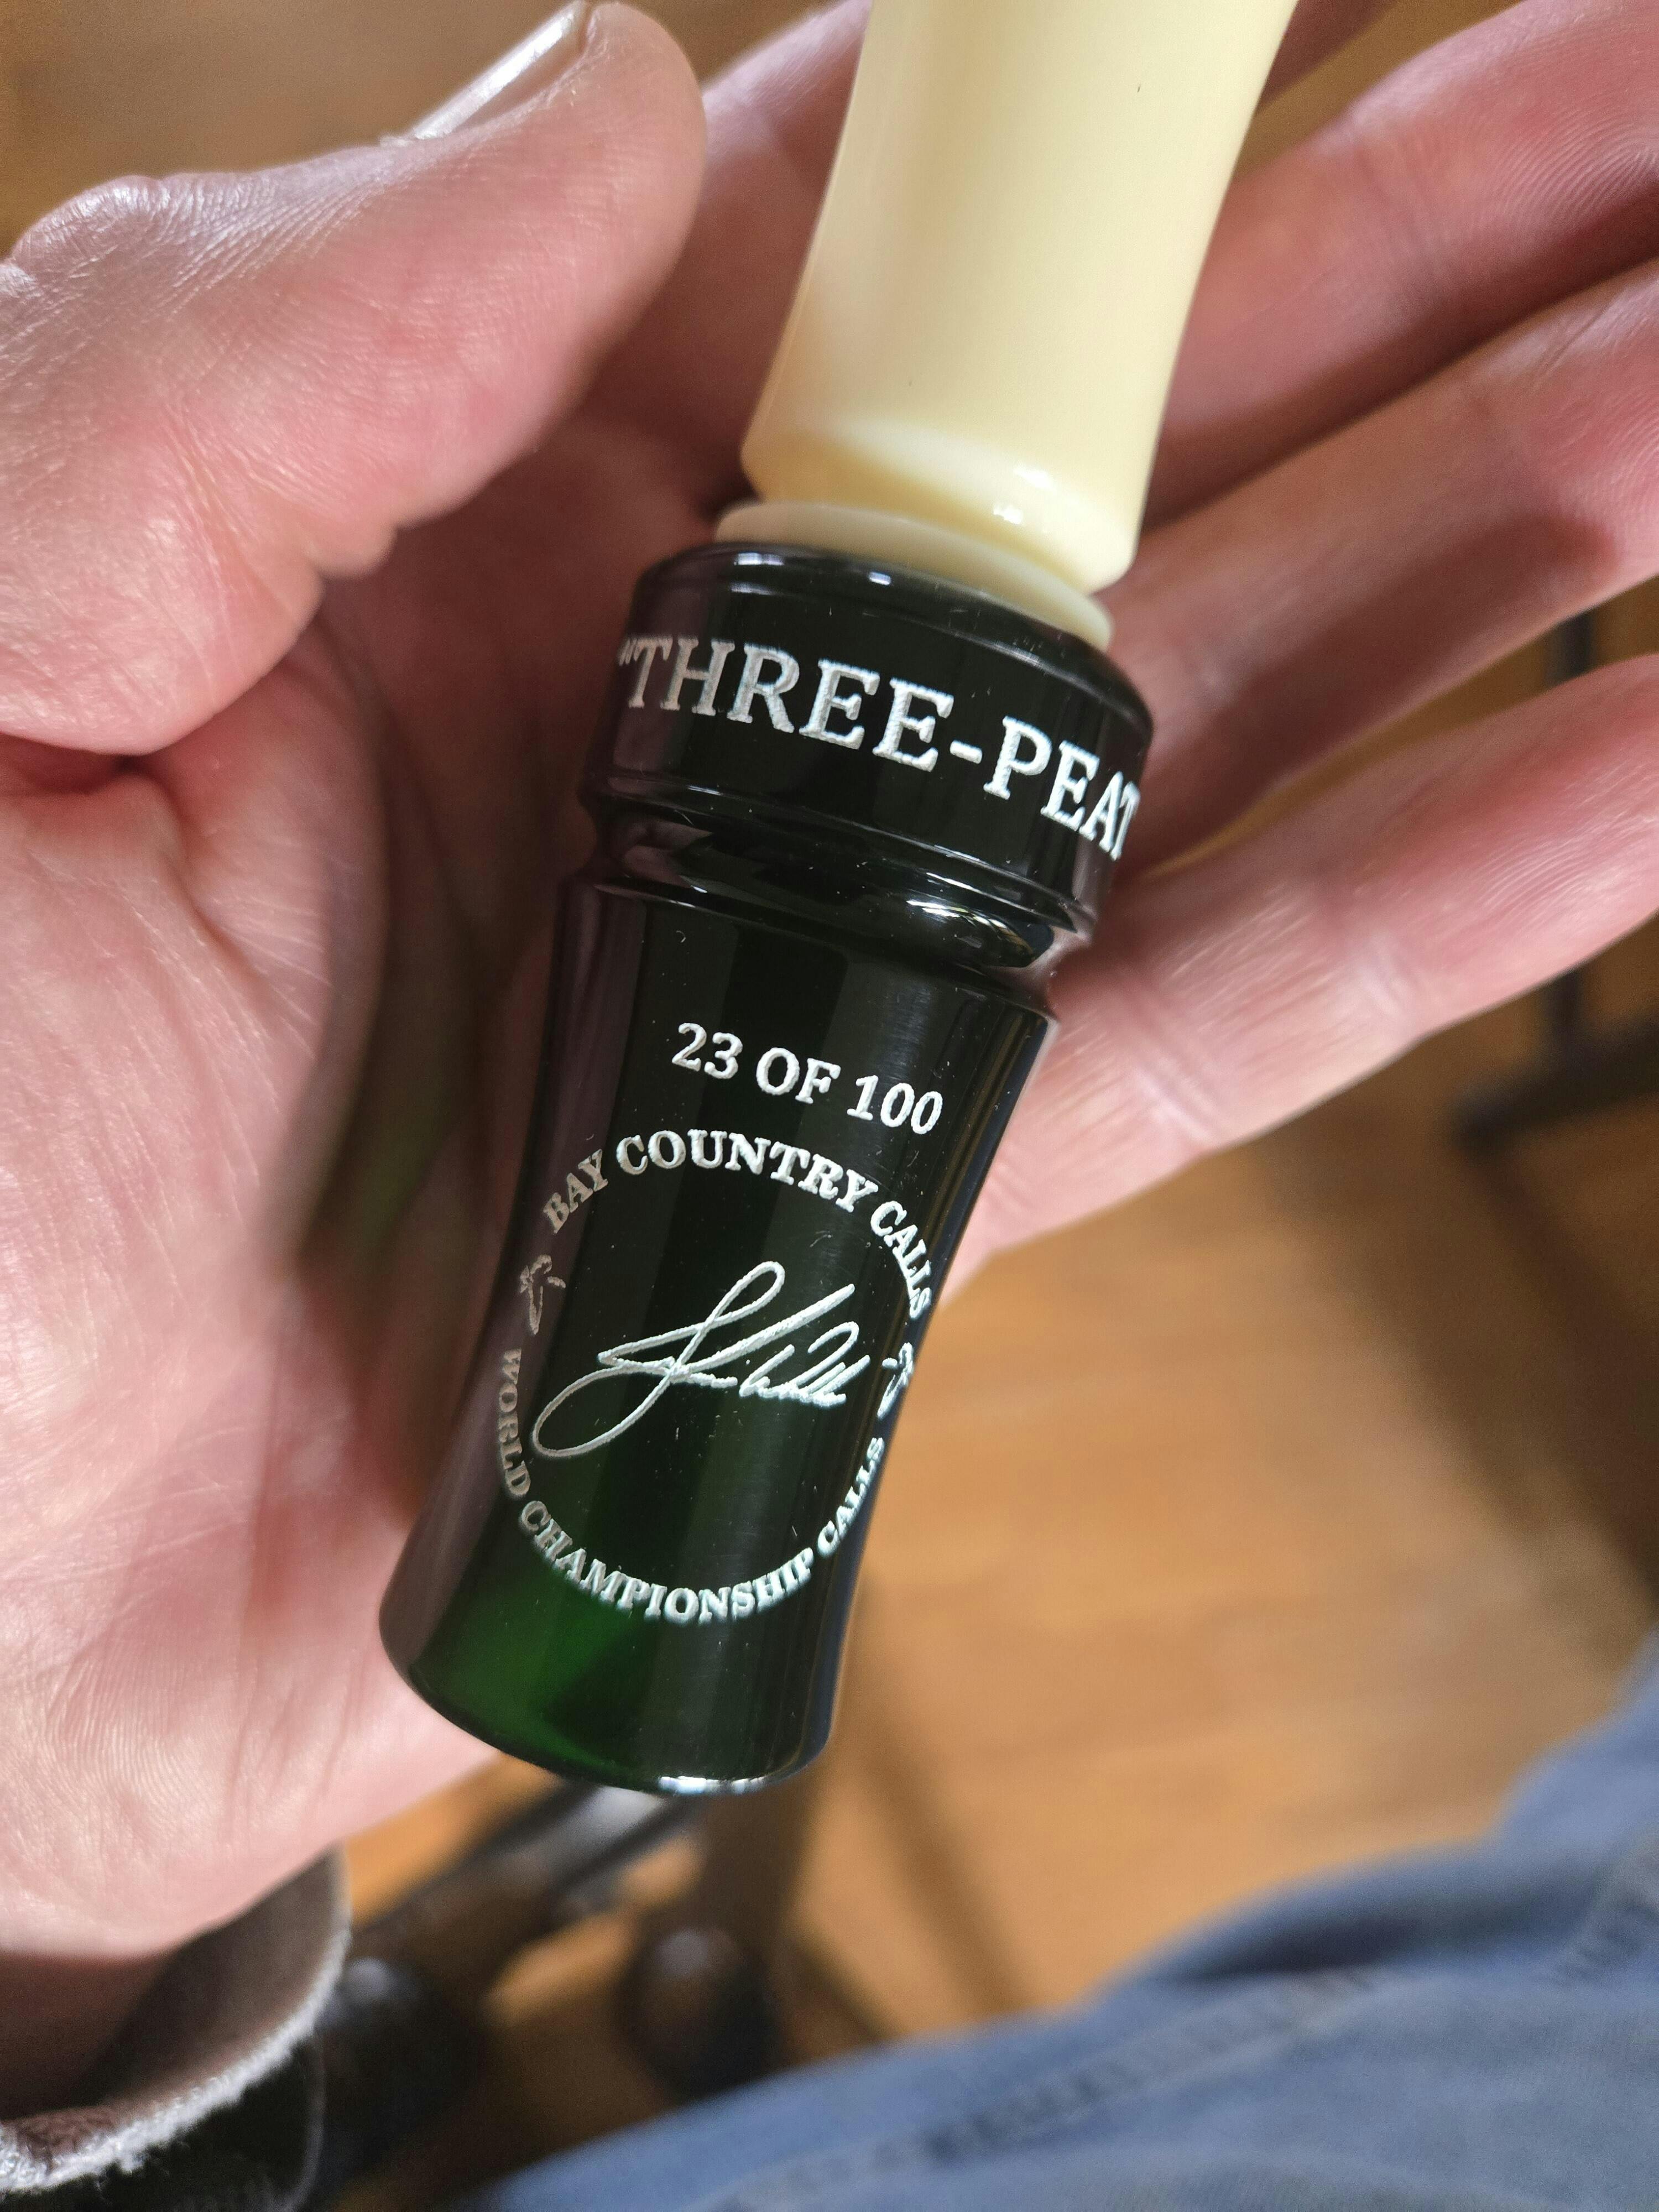 "THREE-PEAT
23 OF 100
BAY COUNTRY CALLS
WORLD CHAMPIONSHIP CALLS